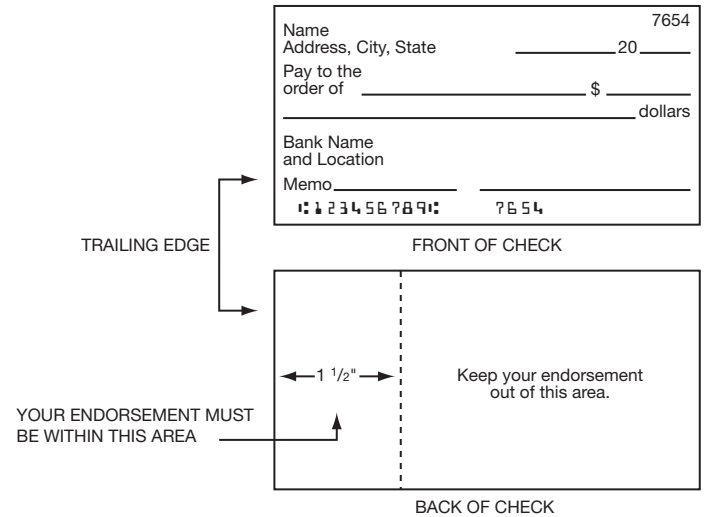 7654
Name
Address, City, State 20
Pay to the
order of $
dollars
Bank Name
and Location
Memo
⑆123456789⑆ 7654
TRAILING EDGE
FRONT OF CHECK
1 1/2"
Keep your endorsement
out of this area.
YOUR ENDORSEMENT MUST
BE WITHIN THIS AREA
BACK OF CHECK